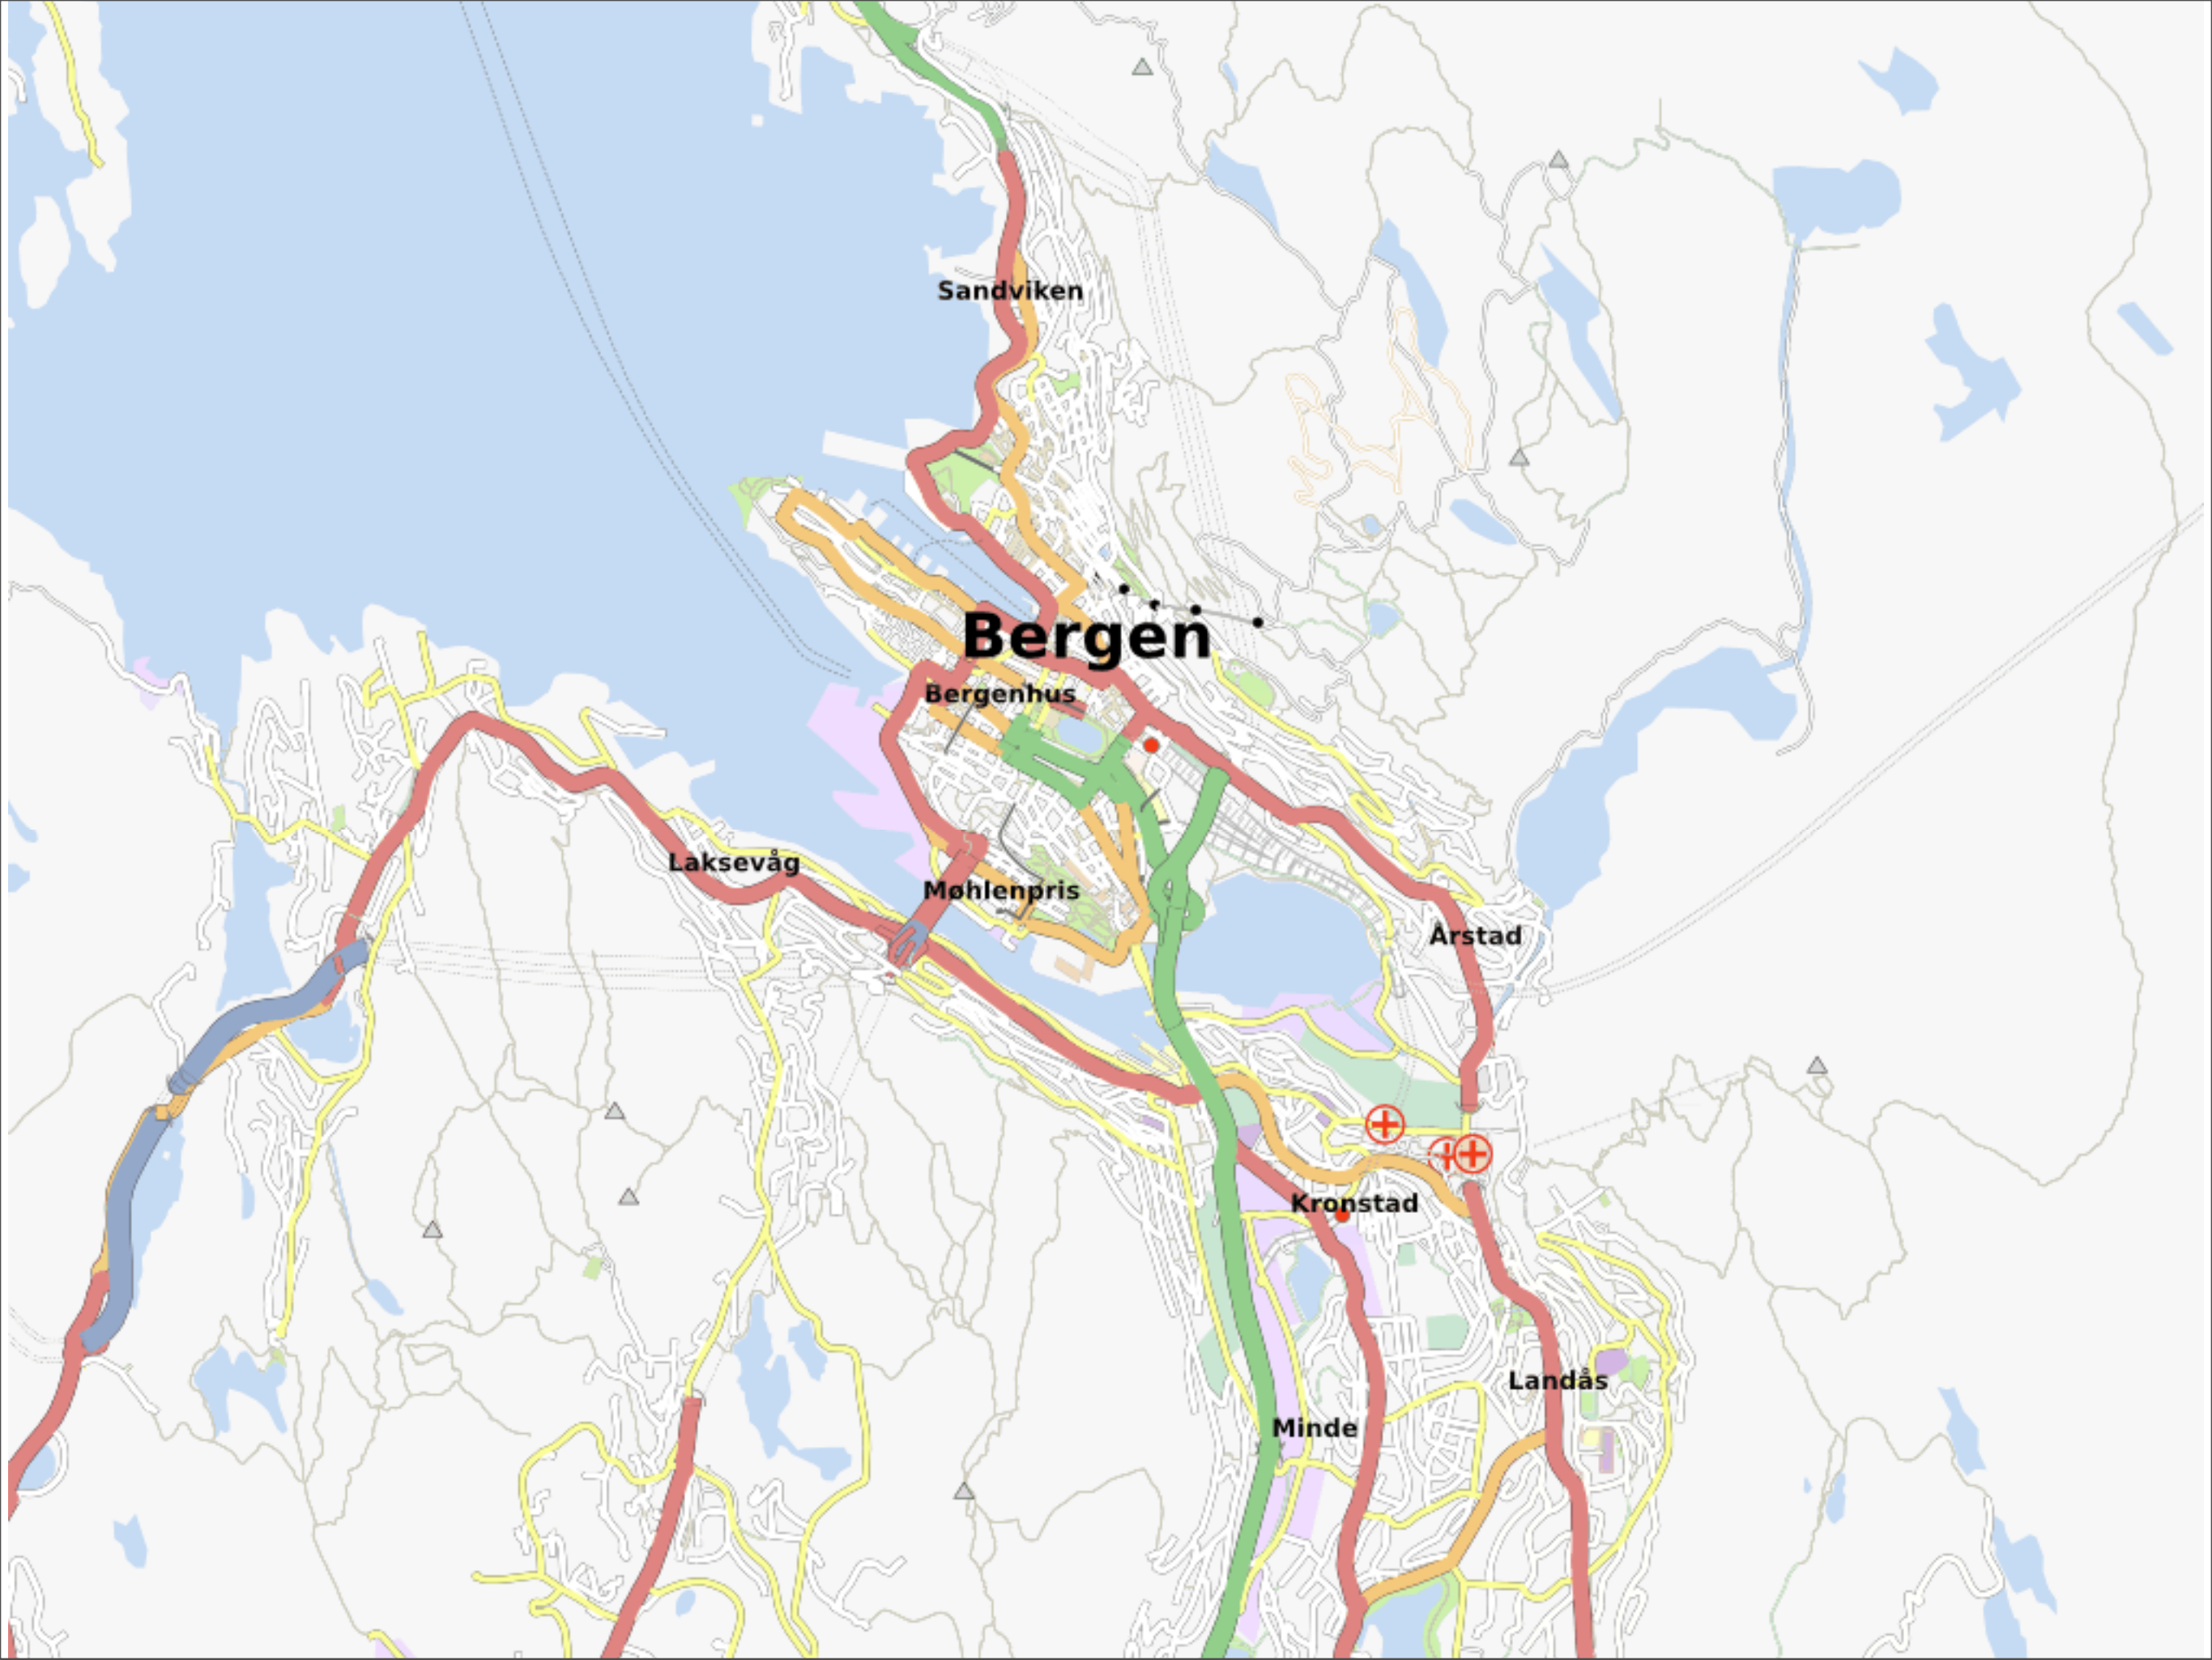 Sandviken
Bergen
Bergenhus
Laksevåg
Møhlenpris
Årstad
Kronstad
Landås
Minde